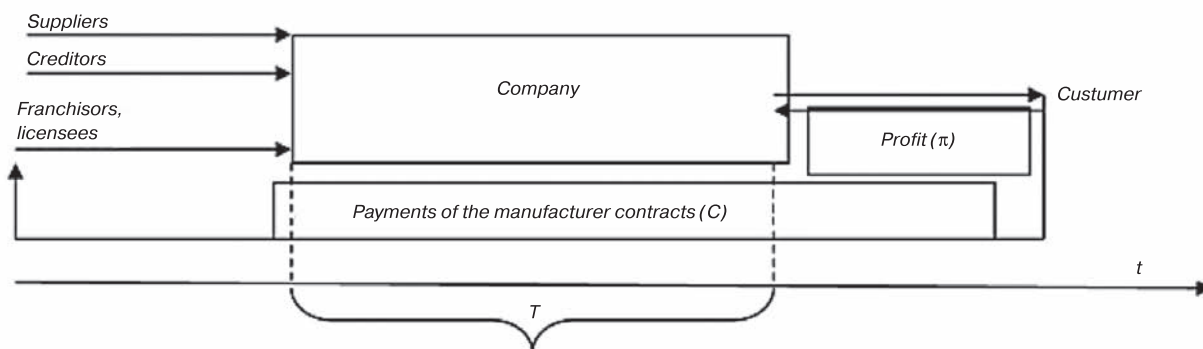 Suppliers
Creditors
Franchisors,
licensees
Company
Custumer
Profit (π)
Payments of the manufacturer contracts (C)
t
T